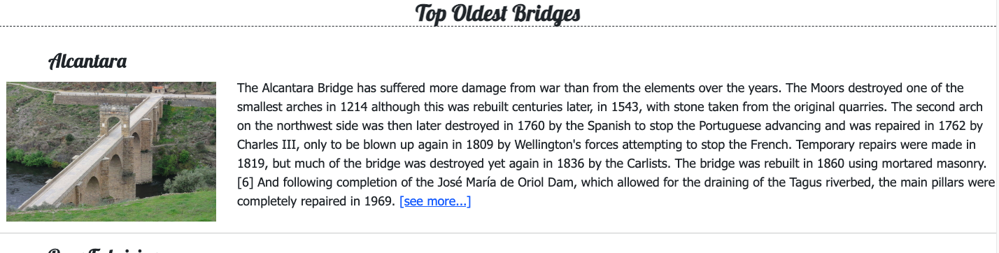 Top Oldest Bridges
Alcantara
The Alcantara Bridge has suffered more damage from war than from the elements over the years. The Moors destroyed one of the
smallest arches in 1214 although this was rebuilt centuries later, in 1543, with stone taken from the original quarries. The second arch
on the northwest side was then later destroyed in 1760 by the Spanish to stop the Portuguese advancing and was repaired in 1762 by
Charles III, only to be blown up again in 1809 by Wellington's forces attempting to stop the French. Temporary repairs were made in
1819, but much of the bridge was destroyed yet again in 1836 by the Carlists. The bridge was rebuilt in 1860 using mortared masonry.
[6] And following completion of the José María de Oriol Dam, which allowed for the draining of the Tagus riverbed, the main pillars were
completely repaired in 1969. [see more...]